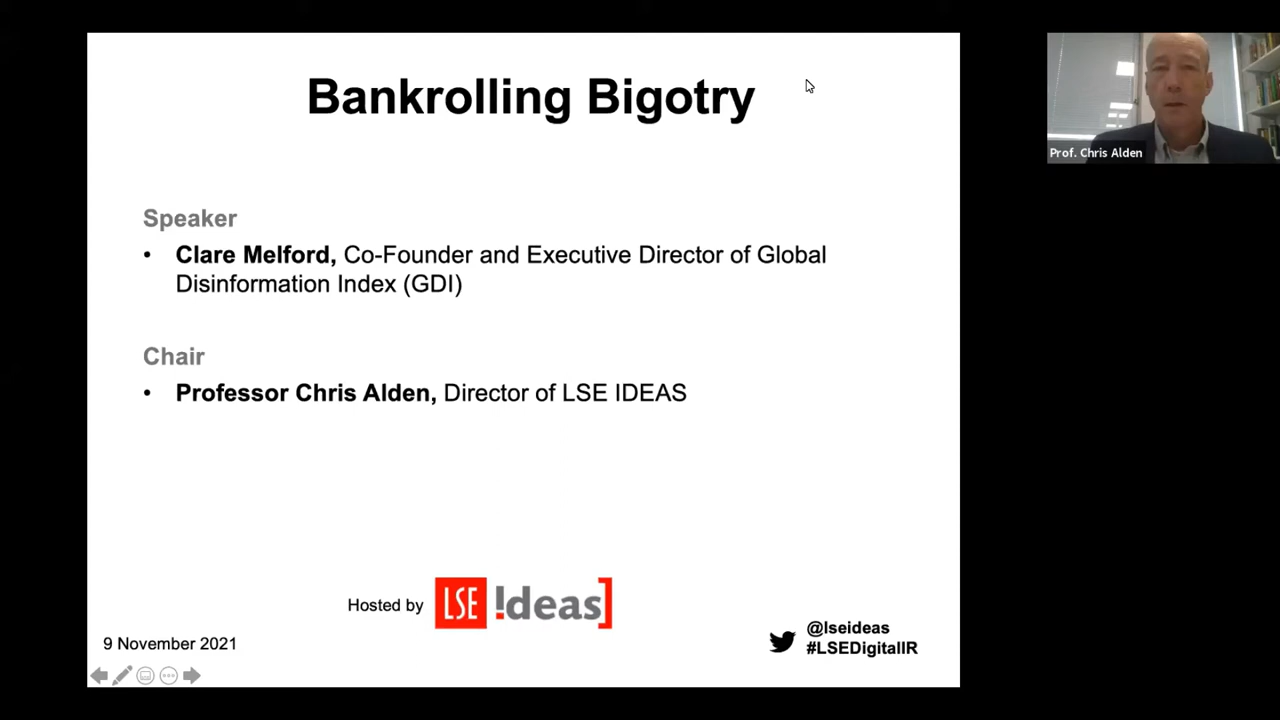 Bankrolling Bigotry
Prof. Chris Alden
Speaker
• Clare Melford, Co-Founder and Executive Director of Global
Disinformation Index (GDI)
Chair
• Professor Chris Alden, Director of LSE IDEAS
Hosted by LSE !deas]
9 November 2021
@lseideas
#LSEDigitalIR